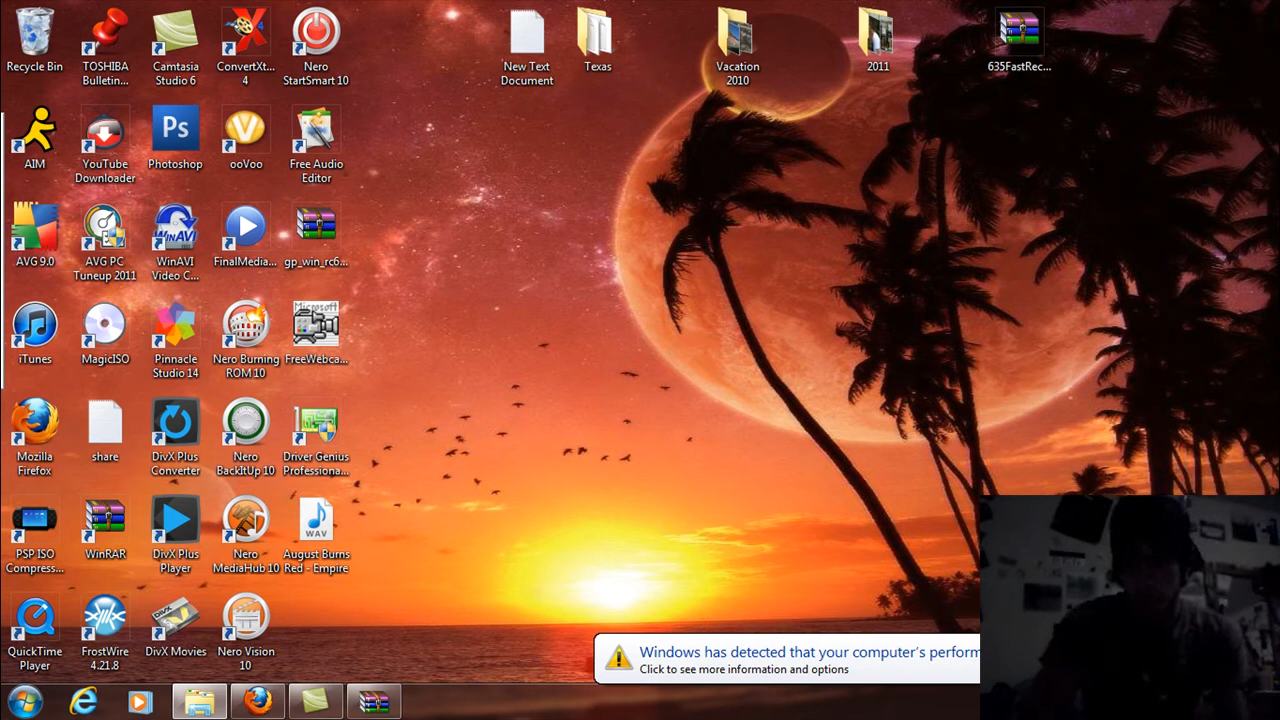 Recycle Bin
TOSHIBA
Bulletin...
Camtasia
Studio 6
ConvertXt...
4
Nero
StartSmart 10
New Text
Document
Texas
Vacation
2010
2011
635FastRec...
AIM
YouTube
Downloader
Ps
Photoshop
ooVoo
Free Audio
Editor
AVG 9.0
AVG PC
Tuneup 2011
WinAVI
WinAVI
Video C...
FinalMedia...
gp_win_rc6...
iTunes
MagicISO
Pinnacle
Studio 14
Nero Burning
ROM 10
Microsoft
FreeWebca...
Mozilla
Firefox
share
DivX Plus
Converter
Nero
BackItUp 10
Driver Genius
Professiona...
PSP ISO
Compress...
WinRAR
DivX Plus
Player
Nero
MediaHub 10
WAV
August Burns
Red - Empire
QuickTime
Player
FrostWire
4.21.8
DivX Movies
Nero Vision
10
Windows has detected that your computer's perform
Click to see more information and options